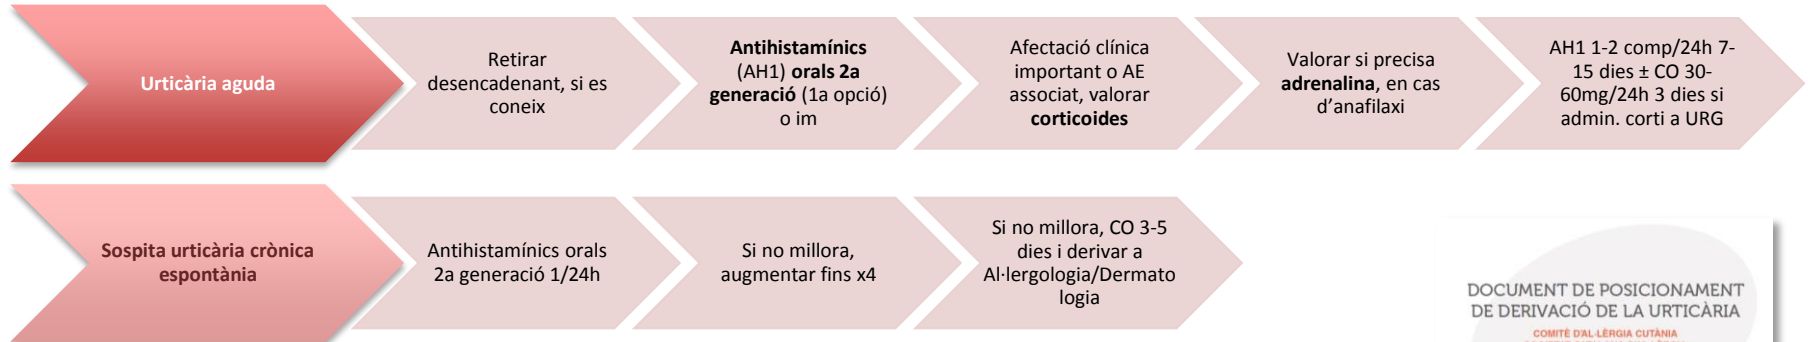 Urticària aguda
Retirar
desencadenant, si es
coneix
Antihistamínics
(AH1) orals 2a
generació (1a opció)
o im
Afectació clínica
important o AE
associat, valorar
corticoides
Valorar si precisa
adrenalina, en cas
d'anafilaxi
AH1 1-2 comp/24h 7-
15 dies ± CO 30-
60mg/24h 3 dies si
admin. corti a URG
Sospita urticària crònica
espontània
Antihistamínics orals
2a generació 1/24h
Si no millora,
augmentar fins x4
Si no millora, CO 3-5
dies i derivar a
Al·lergologia/Dermato
logia
DOCUMENT DE POSICIONAMENT
DE DERIVACIÓ DE LA URTICÀRIA
COMITÈ D'AL·LÈRGIA CUTÀNIA